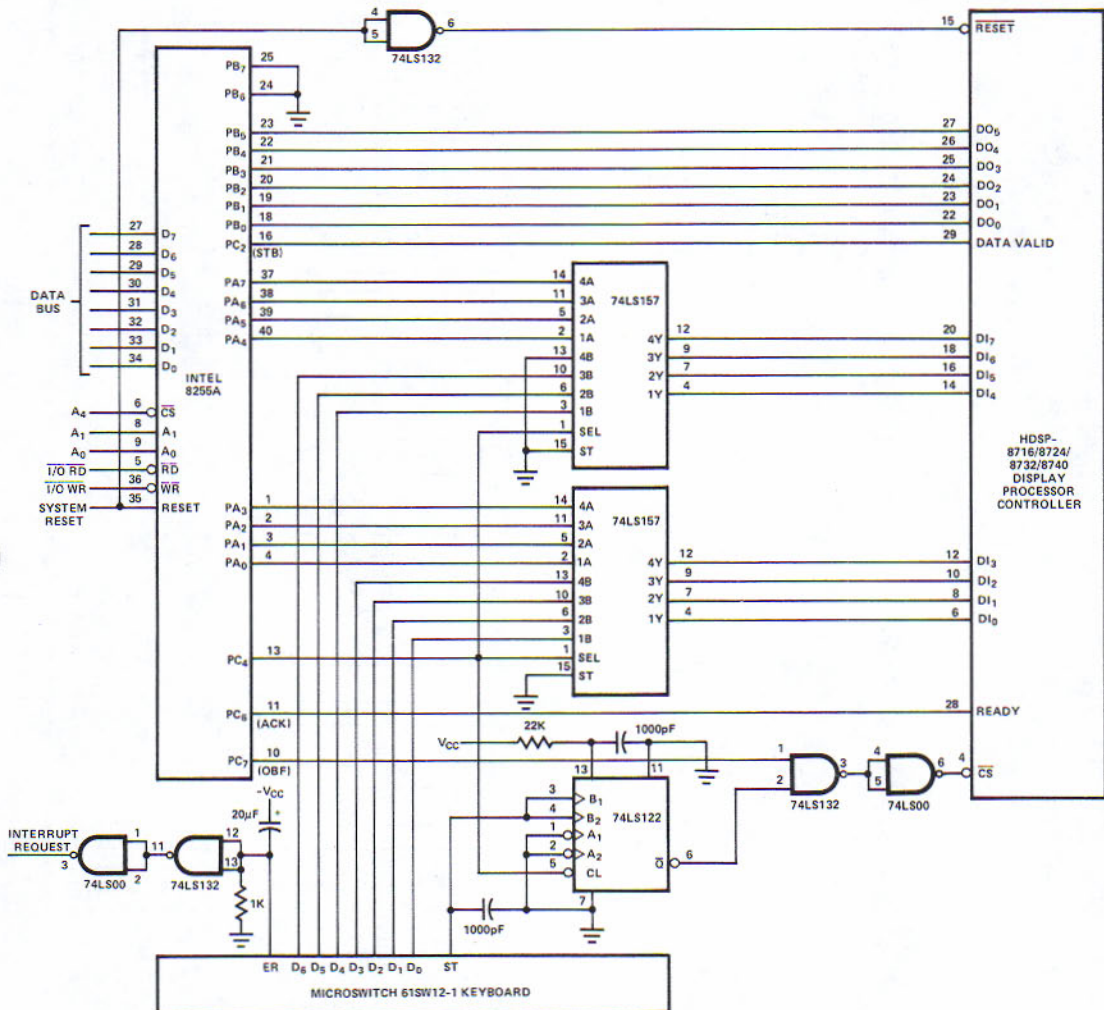 4
5
6
74LS132
15
RESET
PB7
25
PB6
24
PB5
23
27
DO5
PB4
22
26
DO4
PB3
21
25
DO3
PB2
20
24
DO2
PB1
19
23
DO1
PB0
18
22
DO0
PC2
16
(STB)
29
DATA VALID
DATA
BUS
27
D7
28
D6
29
D5
30
D4
31
D3
32
D2
33
D1
34
D0
INTEL
8255A
PA7
37
14
4A
PA6
38
11
3A
PA5
39
5
2A
PA4
40
2
1A
74LS157
13
4B
10
3B
6
2B
3
1B
1
SEL
15
ST
4Y
12
20
DI7
3Y
9
18
DI6
2Y
7
16
DI5
1Y
4
14
DI4
A4
6
CS
A1
8
A1
A0
9
A0
I/O RD
5
RD
I/O WR
36
WR
SYSTEM
RESET
35
RESET
HDSP-
8716/8724/
8732/8740
DISPLAY
PROCESSOR
CONTROLLER
PA3
1
14
4A
PA2
2
11
3A
PA1
3
5
2A
PA0
4
2
1A
74LS157
13
4B
10
3B
6
2B
3
1B
1
SEL
15
ST
4Y
12
12
DI3
3Y
9
10
DI2
2Y
7
8
DI1
1Y
4
6
DI0
PC4
13
PC6
11
(ACK)
28
READY
PC7
10
(OBF)
VCC
22K
1000pF
13
11
1
2
3
74LS132
4
5
6
74LS00
4
CS
3
B1
4
B2
1
A1
2
A2
5
CL
74LS122
Q
6
7
1000pF
-VCC
20μF
+
INTERRUPT
REQUEST
3
1
2
74LS00
11
12
13
74LS132
1K
ER D6 D5 D4 D3 D2 D1 D0 ST
MICROSWITCH 61SW12-1 KEYBOARD